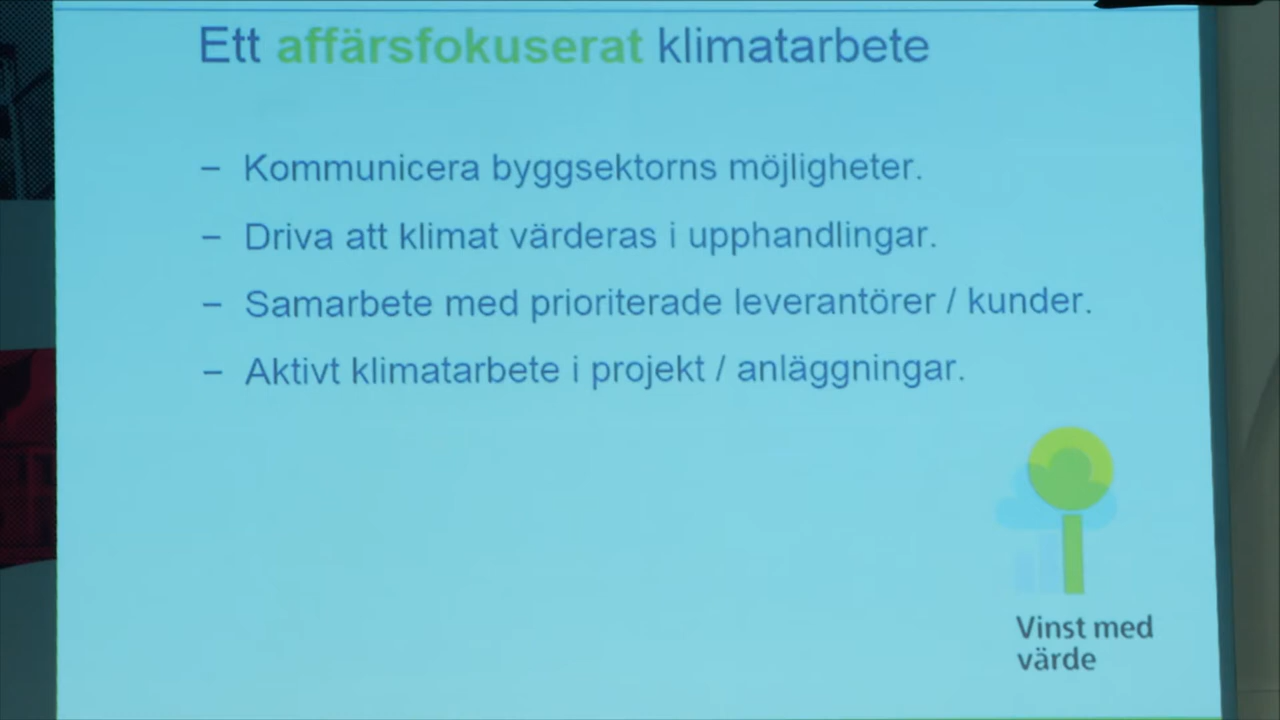 Ett affärsfokuserat klimatarbete
– Kommunicera byggsektorns möjligheter.
– Driva att klimat värderas i upphandlingar.
– Samarbete med prioriterade leverantörer / kunder.
– Aktivt klimatarbete i projekt / anläggningar.
Vinst med
värde